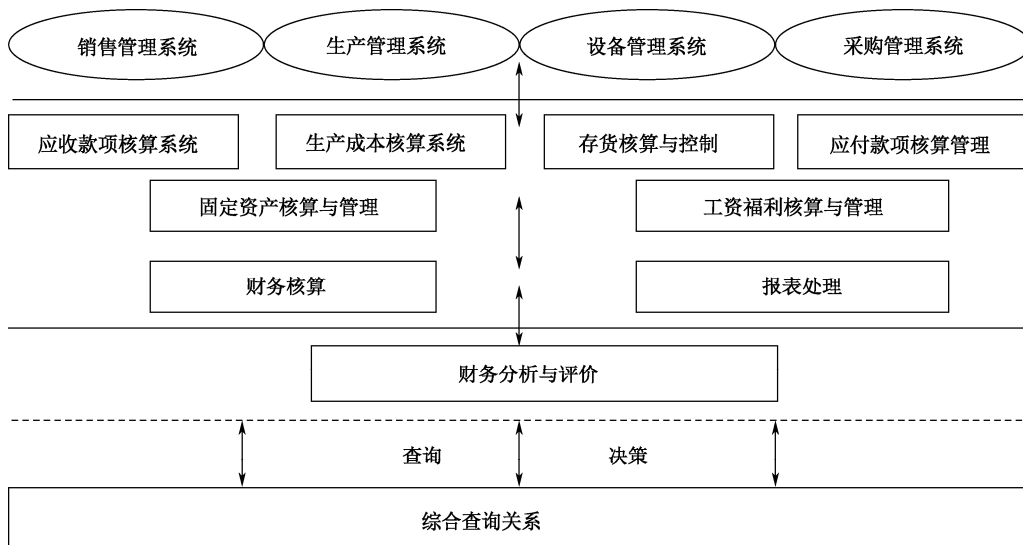 销售管理系统 生产管理系统 设备管理系统 采购管理系统
应收款项核算系统 生产成本核算系统 存货核算与控制 应付款项核算管理
固定资产核算与管理 工资福利核算与管理
财务核算 报表处理
财务分析与评价
查询 决策
综合查询关系